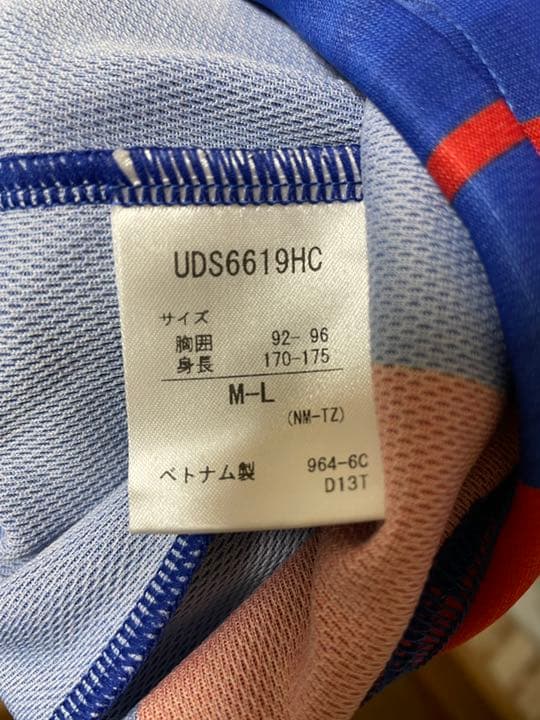 UDS6619HC
サイズ
胸囲 92- 96
身長 170-175
M-L
(NM-TZ)
ベトナム製 964-6C
D13T